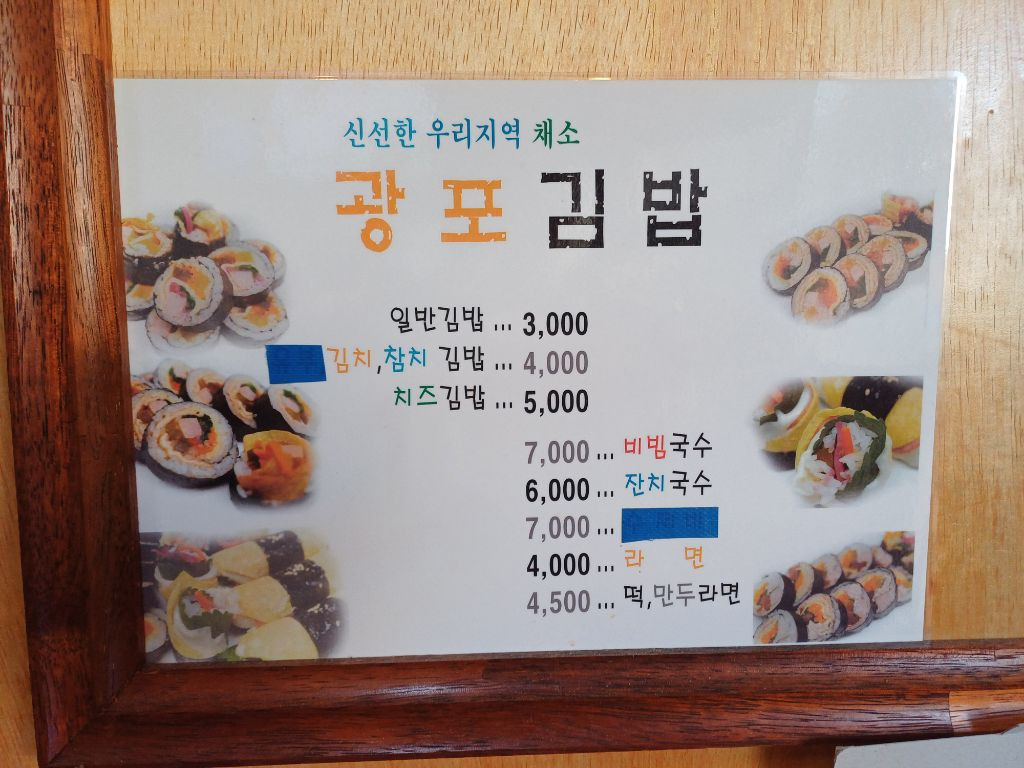 신선한 우리지역 채소
광포김밥
일반김밥 ... 3,000
김치,참치 김밥 ... 4,000
치즈김밥 ... 5,000
7,000 ... 비빔국수
6,000 ... 잔치국수
7,000 ...
4,000 ... 라 면
4,500 ... 떡,만두라면